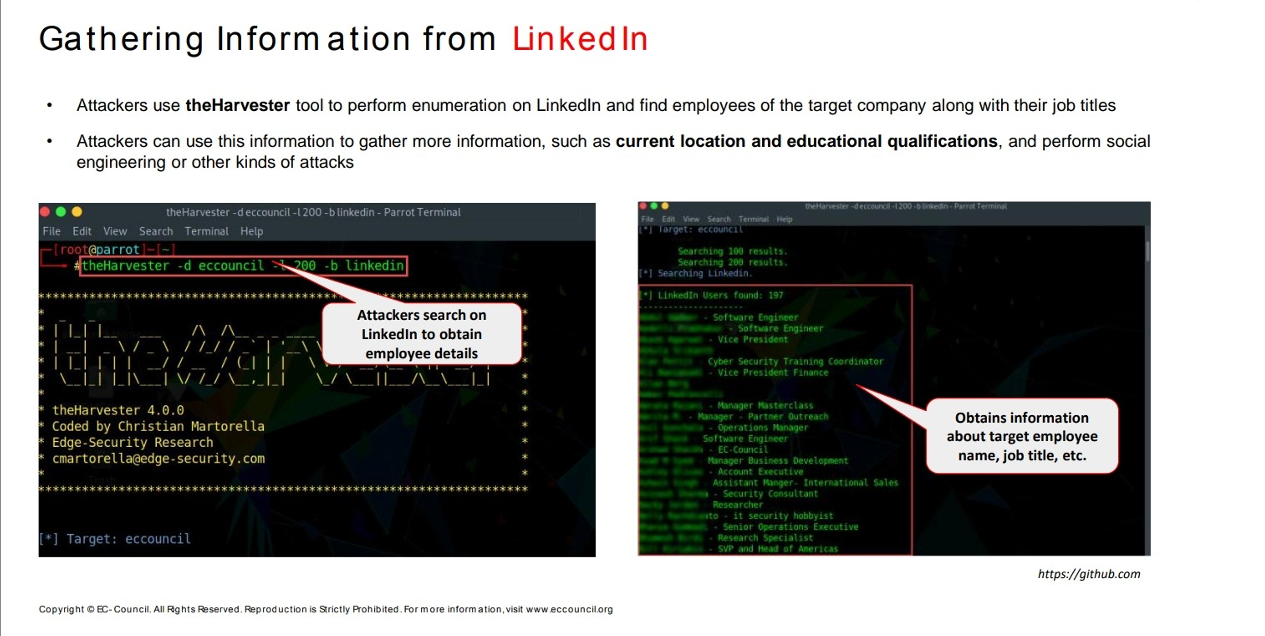 Gathering Information from LinkedIn
• Attackers use theHarvester tool to perform enumeration on LinkedIn and find employees of the target company along with their job titles
• Attackers can use this information to gather more information, such as current location and educational qualifications, and perform social
engineering or other kinds of attacks
theHarvester -d eccouncil -l 200 -b linkedin - Parrot Terminal
File Edit View Search Terminal Help
[root@parrot]-[~]
#theHarvester -d eccouncil -l 200 -b linkedin
Attackers search on
LinkedIn to obtain
employee details
theHarvester
* theHarvester 4.0.0 *
* Coded by Christian Martorella *
* Edge-Security Research *
* cmartorella@edge-security.com *
[*] Target: eccouncil
theHarvester -d eccouncil -l 200 -b linkedin - Parrot Terminal
File Edit View Search Terminal Help
[*] Target: eccouncil
Searching 100 results.
Searching 200 results.
[*] Searching Linkedin.
[*] LinkedIn Users found: 197
---------------------
- Software Engineer
- Software Engineer
- Vice President
Cyber Security Training Coordinator
- Vice President Finance
- Manager Masterclass
- Manager - Partner Outreach
- Operations Manager
Software Engineer
- EC-Council
Manager Business Development
- Account Executive
Assistant Manger- International Sales
- Security Consultant
Researcher
- it security hobbyist
- Senior Operations Executive
- Research Specialist
- SVP and Head of Americas
Obtains information
about target employee
name, job title, etc.
https://github.com
Copyright © EC-Council. All Rights Reserved. Reproduction is Strictly Prohibited. For more information, visit www.eccouncil.org